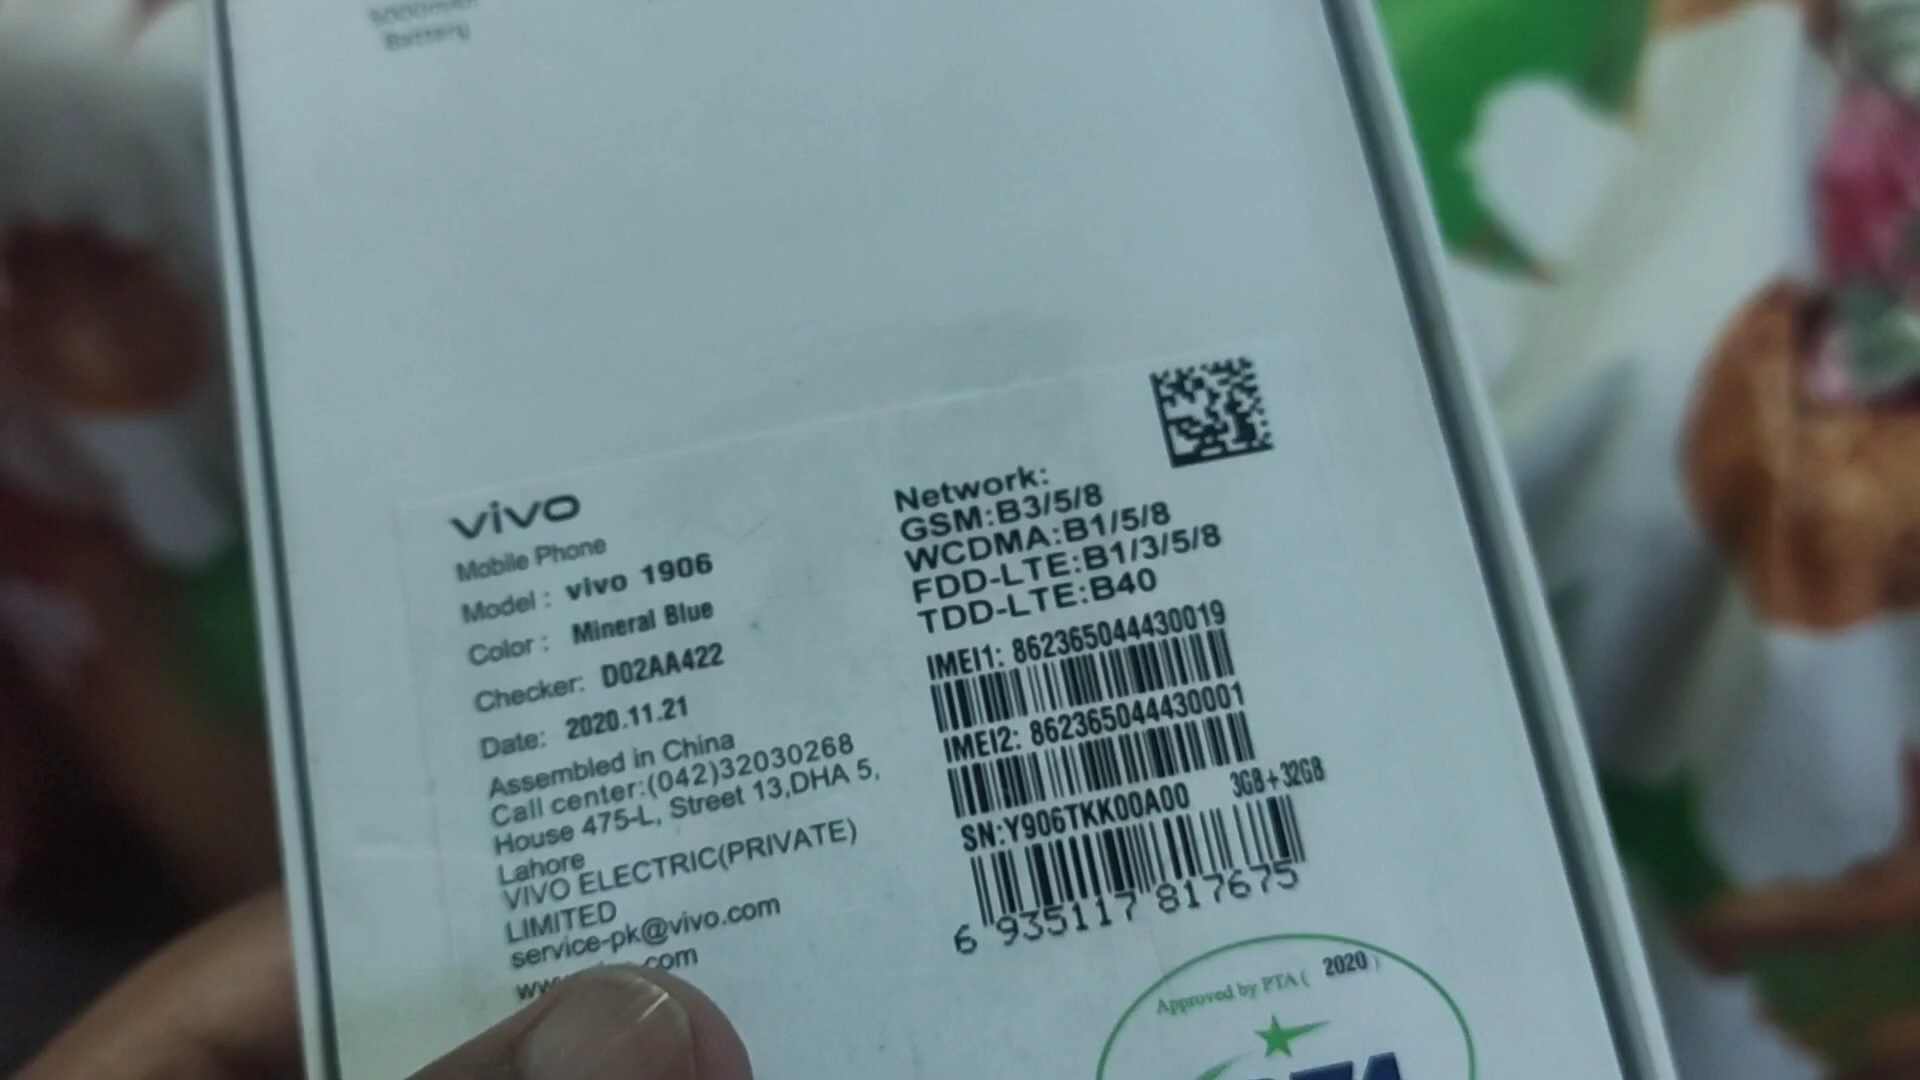 5000mAh
Battery
vivo
Mobile Phone
Model : vivo 1906
Color : Mineral Blue
Checker: D02AA422
Date: 2020.11.21
Assembled in China
Call center:(042)32030268
House 475-L, Street 13,DHA 5,
Lahore
VIVO ELECTRIC(PRIVATE)
LIMITED
service-pk@vivo.com
Network:
GSM:B3/5/8
WCDMA:B1/5/8
FDD-LTE:B1/3/5/8
TDD-LTE:B40
IMEI1: 862365044430019
IMEI2: 862365044430001
SN:Y906TKK00A00 3GB+32GB
6 935117 817675
Approved by PTA ( 2020 )